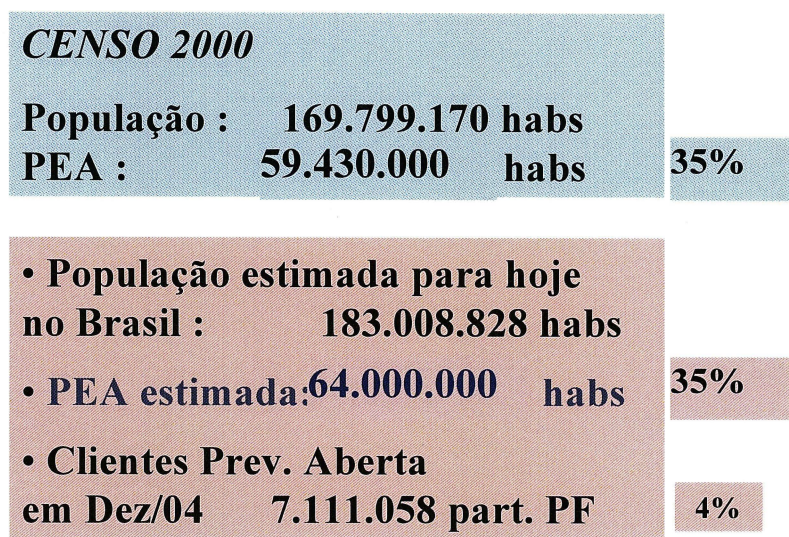 CENSO 2000
População : 169.799.170 habs
PEA : 59.430.000 habs 35%
• População estimada para hoje
no Brasil : 183.008.828 habs
• PEA estimada: 64.000.000 habs 35%
• Clientes Prev. Aberta
em Dez/04 7.111.058 part. PF 4%